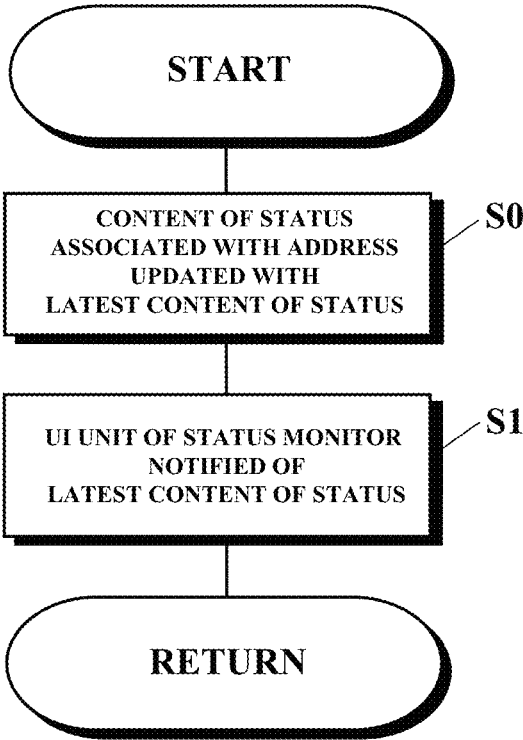 START
CONTENT OF STATUS
ASSOCIATED WITH ADDRESS
UPDATED WITH
LATEST CONTENT OF STATUS
S0
UI UNIT OF STATUS MONITOR
NOTIFIED OF
LATEST CONTENT OF STATUS
S1
RETURN